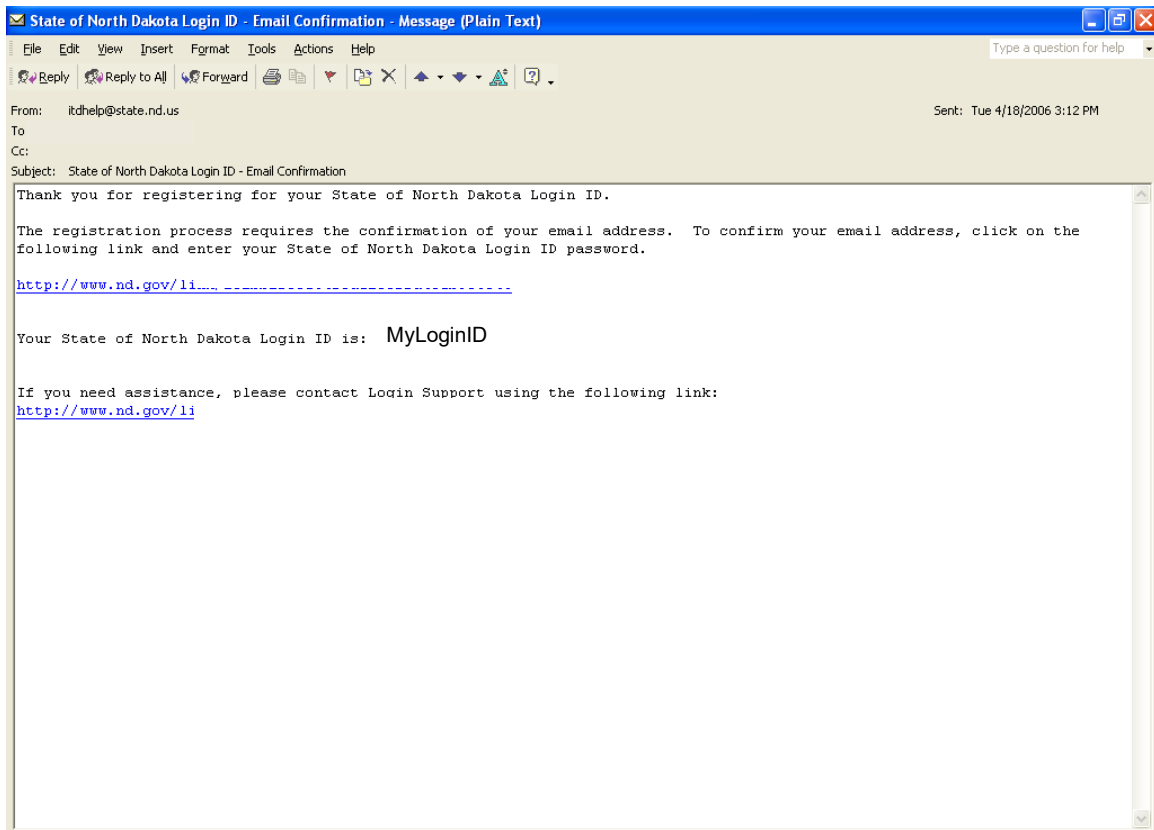 State of North Dakota Login ID - Email Confirmation - Message (Plain Text)
File Edit View Insert Format Tools Actions Help
Type a question for help
Reply Reply to All Forward
From: itdhelp@state.nd.us
Sent: Tue 4/18/2006 3:12 PM
To
Cc:
Subject: State of North Dakota Login ID - Email Confirmation
Thank you for registering for your State of North Dakota Login ID.
The registration process requires the confirmation of your email address. To confirm your email address, click on the
following link and enter your State of North Dakota Login ID password.
http://www.nd.gov/li
Your State of North Dakota Login ID is: MyLoginID
If you need assistance, please contact Login Support using the following link:
http://www.nd.gov/li